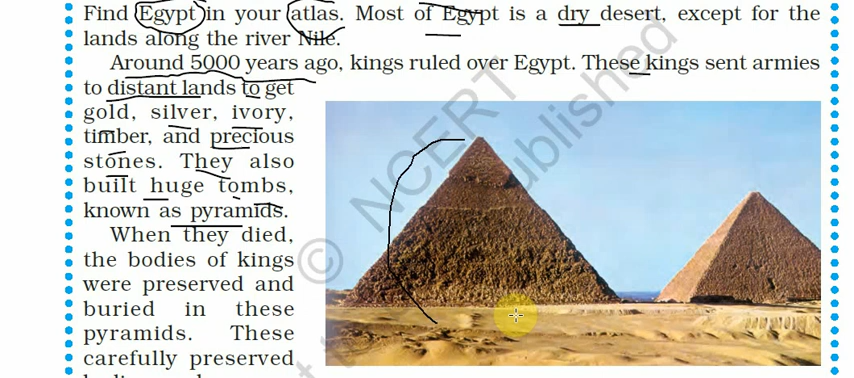 Find Egypt in your atlas. Most of Egypt is a dry desert, except for the
lands along the river Nile.
Around 5000 years ago, kings ruled over Egypt. These kings sent armies
to distant lands to get
gold, silver, ivory,
timber, and precious
stones. They also
built huge tombs,
known as pyramids.
When they died,
the bodies of kings
were preserved and
buried in these
pyramids. These
carefully preserved
© NCERT